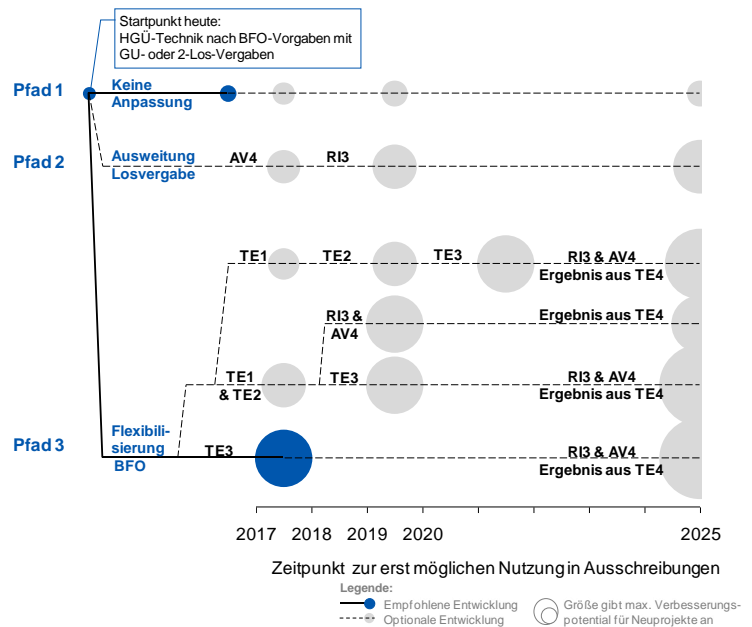 Startpunkt heute:
HGÜ-Technik nach BFO-Vorgaben mit
GU- oder 2-Los-Vergaben
Pfad 1
Keine
Anpassung
Pfad 2
Ausweitung
Losvergabe
AV4
RI3
TE1
TE2
TE3
RI3 & AV4
Ergebnis aus TE4
RI3 &
AV4
Ergebnis aus TE4
TE1
& TE2
TE3
RI3 & AV4
Ergebnis aus TE4
Pfad 3
Flexibili-
sierung
BFO
TE3
RI3 & AV4
Ergebnis aus TE4
2017 2018 2019 2020 2025
Zeitpunkt zur erst möglichen Nutzung in Ausschreibungen
Legende:
Empfohlene Entwicklung
Optionale Entwicklung
Größe gibt max. Verbesserungs-
potential für Neuprojekte an